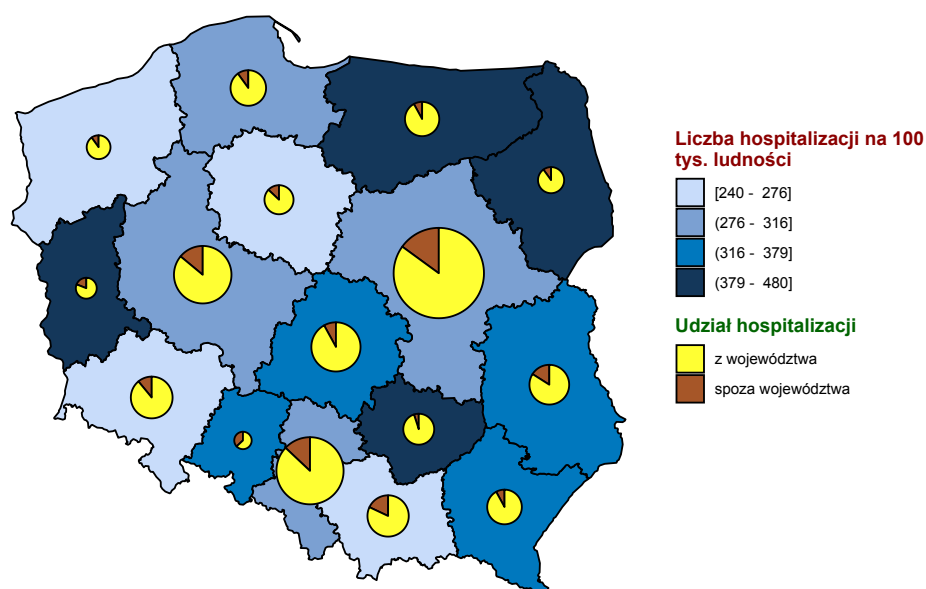 Liczba hospitalizacji na 100
tys. ludności
[240 - 276]
(276 - 316]
(316 - 379]
(379 - 480]
Udział hospitalizacji
z województwa
spoza województwa